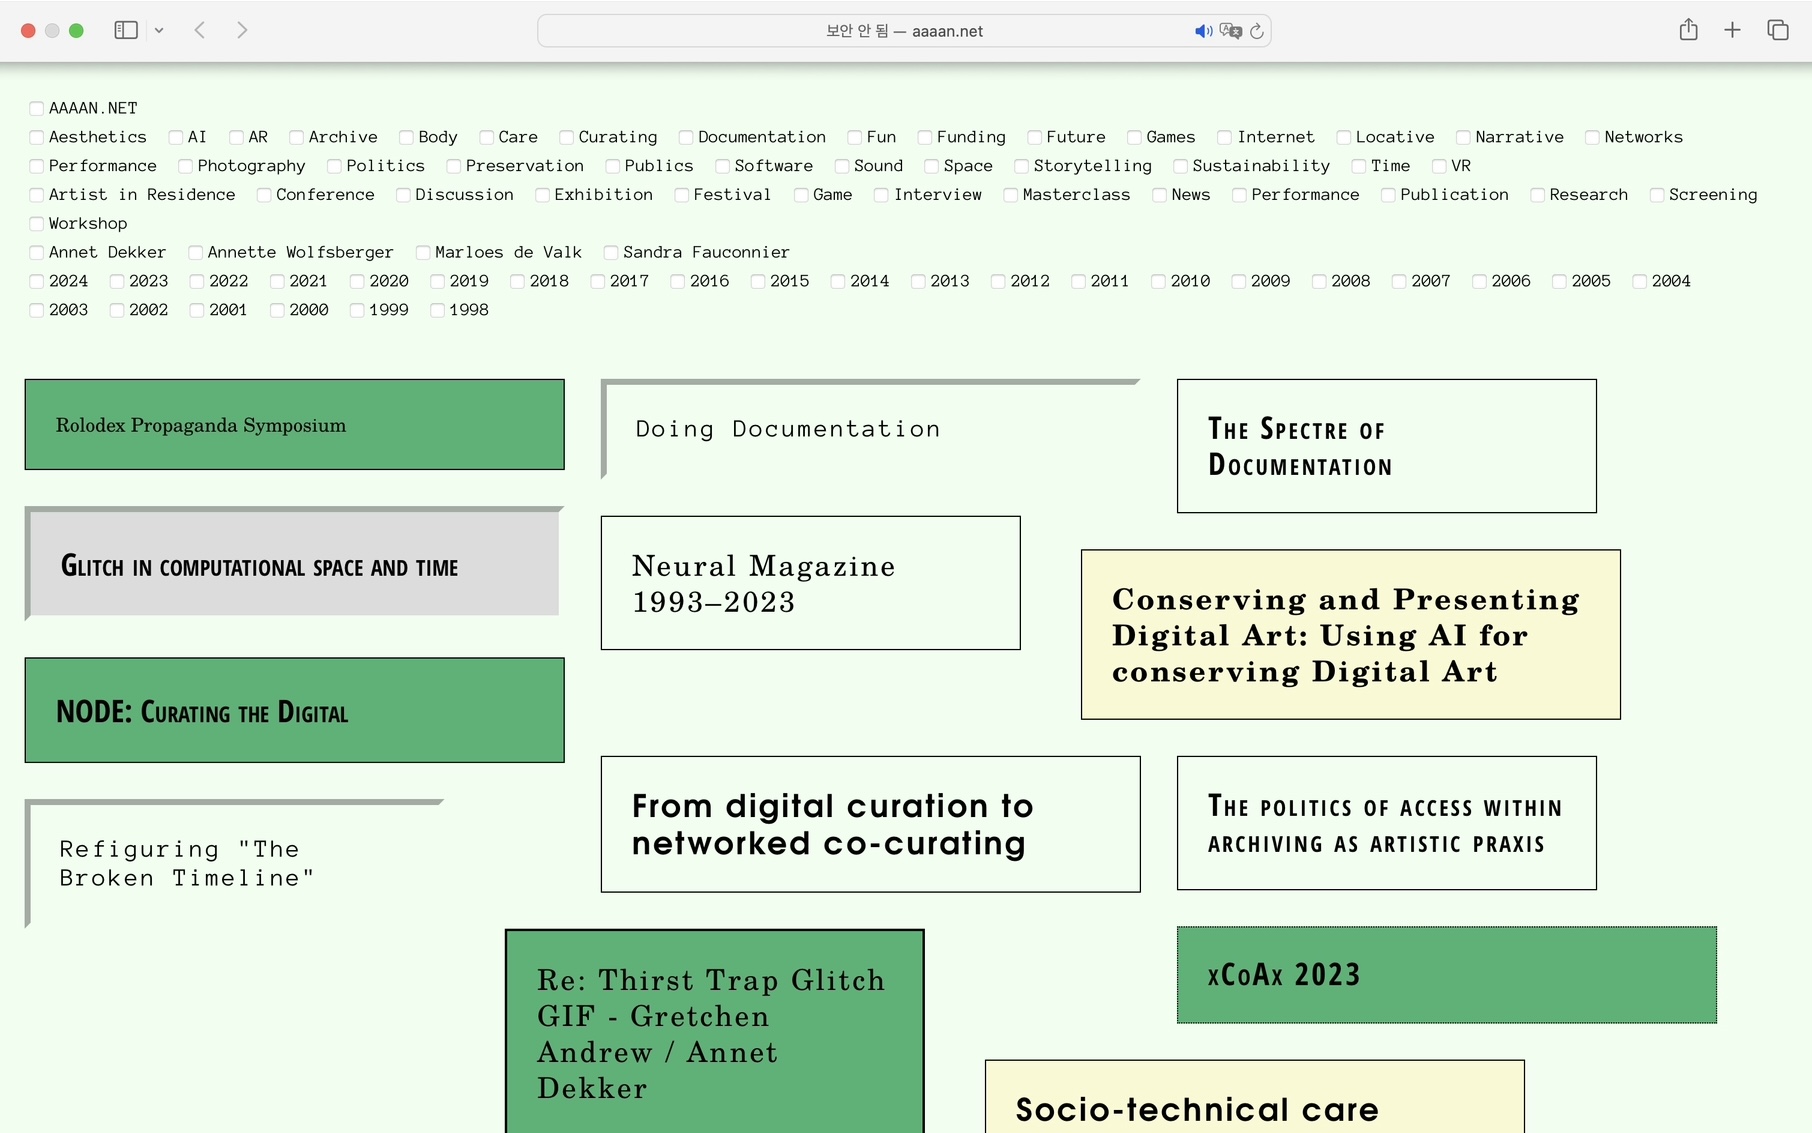 보안 안 됨 — aaaan.net
AAAAN.NET
Aesthetics AI AR Archive Body Care Curating Documentation Fun Funding Future Games Internet Locative Narrative Networks
Performance Photography Politics Preservation Publics Software Sound Space Storytelling Sustainability Time VR
Artist in Residence Conference Discussion Exhibition Festival Game Interview Masterclass News Performance Publication Research Screening
Workshop
Annet Dekker Annette Wolfsberger Marloes de Valk Sandra Fauconnier
2024 2023 2022 2021 2020 2019 2018 2017 2016 2015 2014 2013 2012 2011 2010 2009 2008 2007 2006 2005 2004
2003 2002 2001 2000 1999 1998
Rolodex Propaganda Symposium
Doing Documentation
The Spectre of
Documentation
Glitch in computational space and time
Neural Magazine
1993–2023
Conserving and Presenting
Digital Art: Using AI for
conserving Digital Art
NODE: Curating the Digital
From digital curation to
networked co-curating
The politics of access within
archiving as artistic praxis
Refiguring "The
Broken Timeline"
Re: Thirst Trap Glitch
GIF - Gretchen
Andrew / Annet
Dekker
xCoAx 2023
Socio-technical care